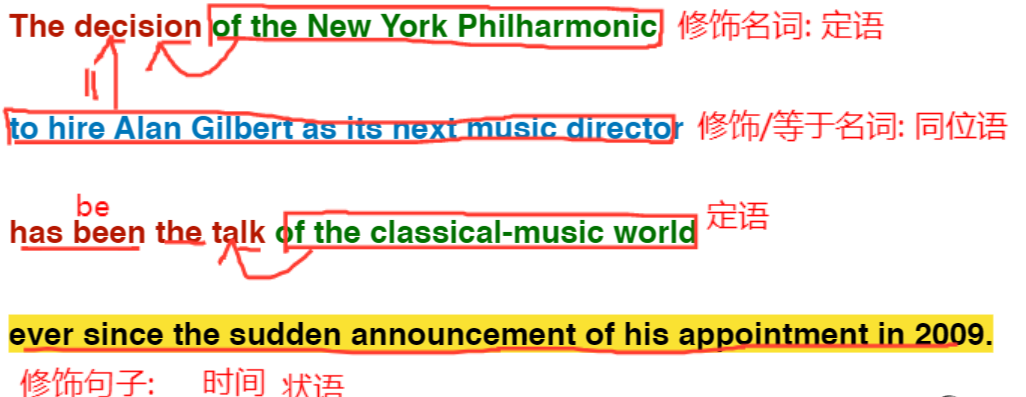 The decision of the New York Philharmonic 修饰名词: 定语
to hire Alan Gilbert as its next music director 修饰/等于名词: 同位语
be
has been the talk of the classical-music world 定语
ever since the sudden announcement of his appointment in 2009.
修饰句子: 时间 状语